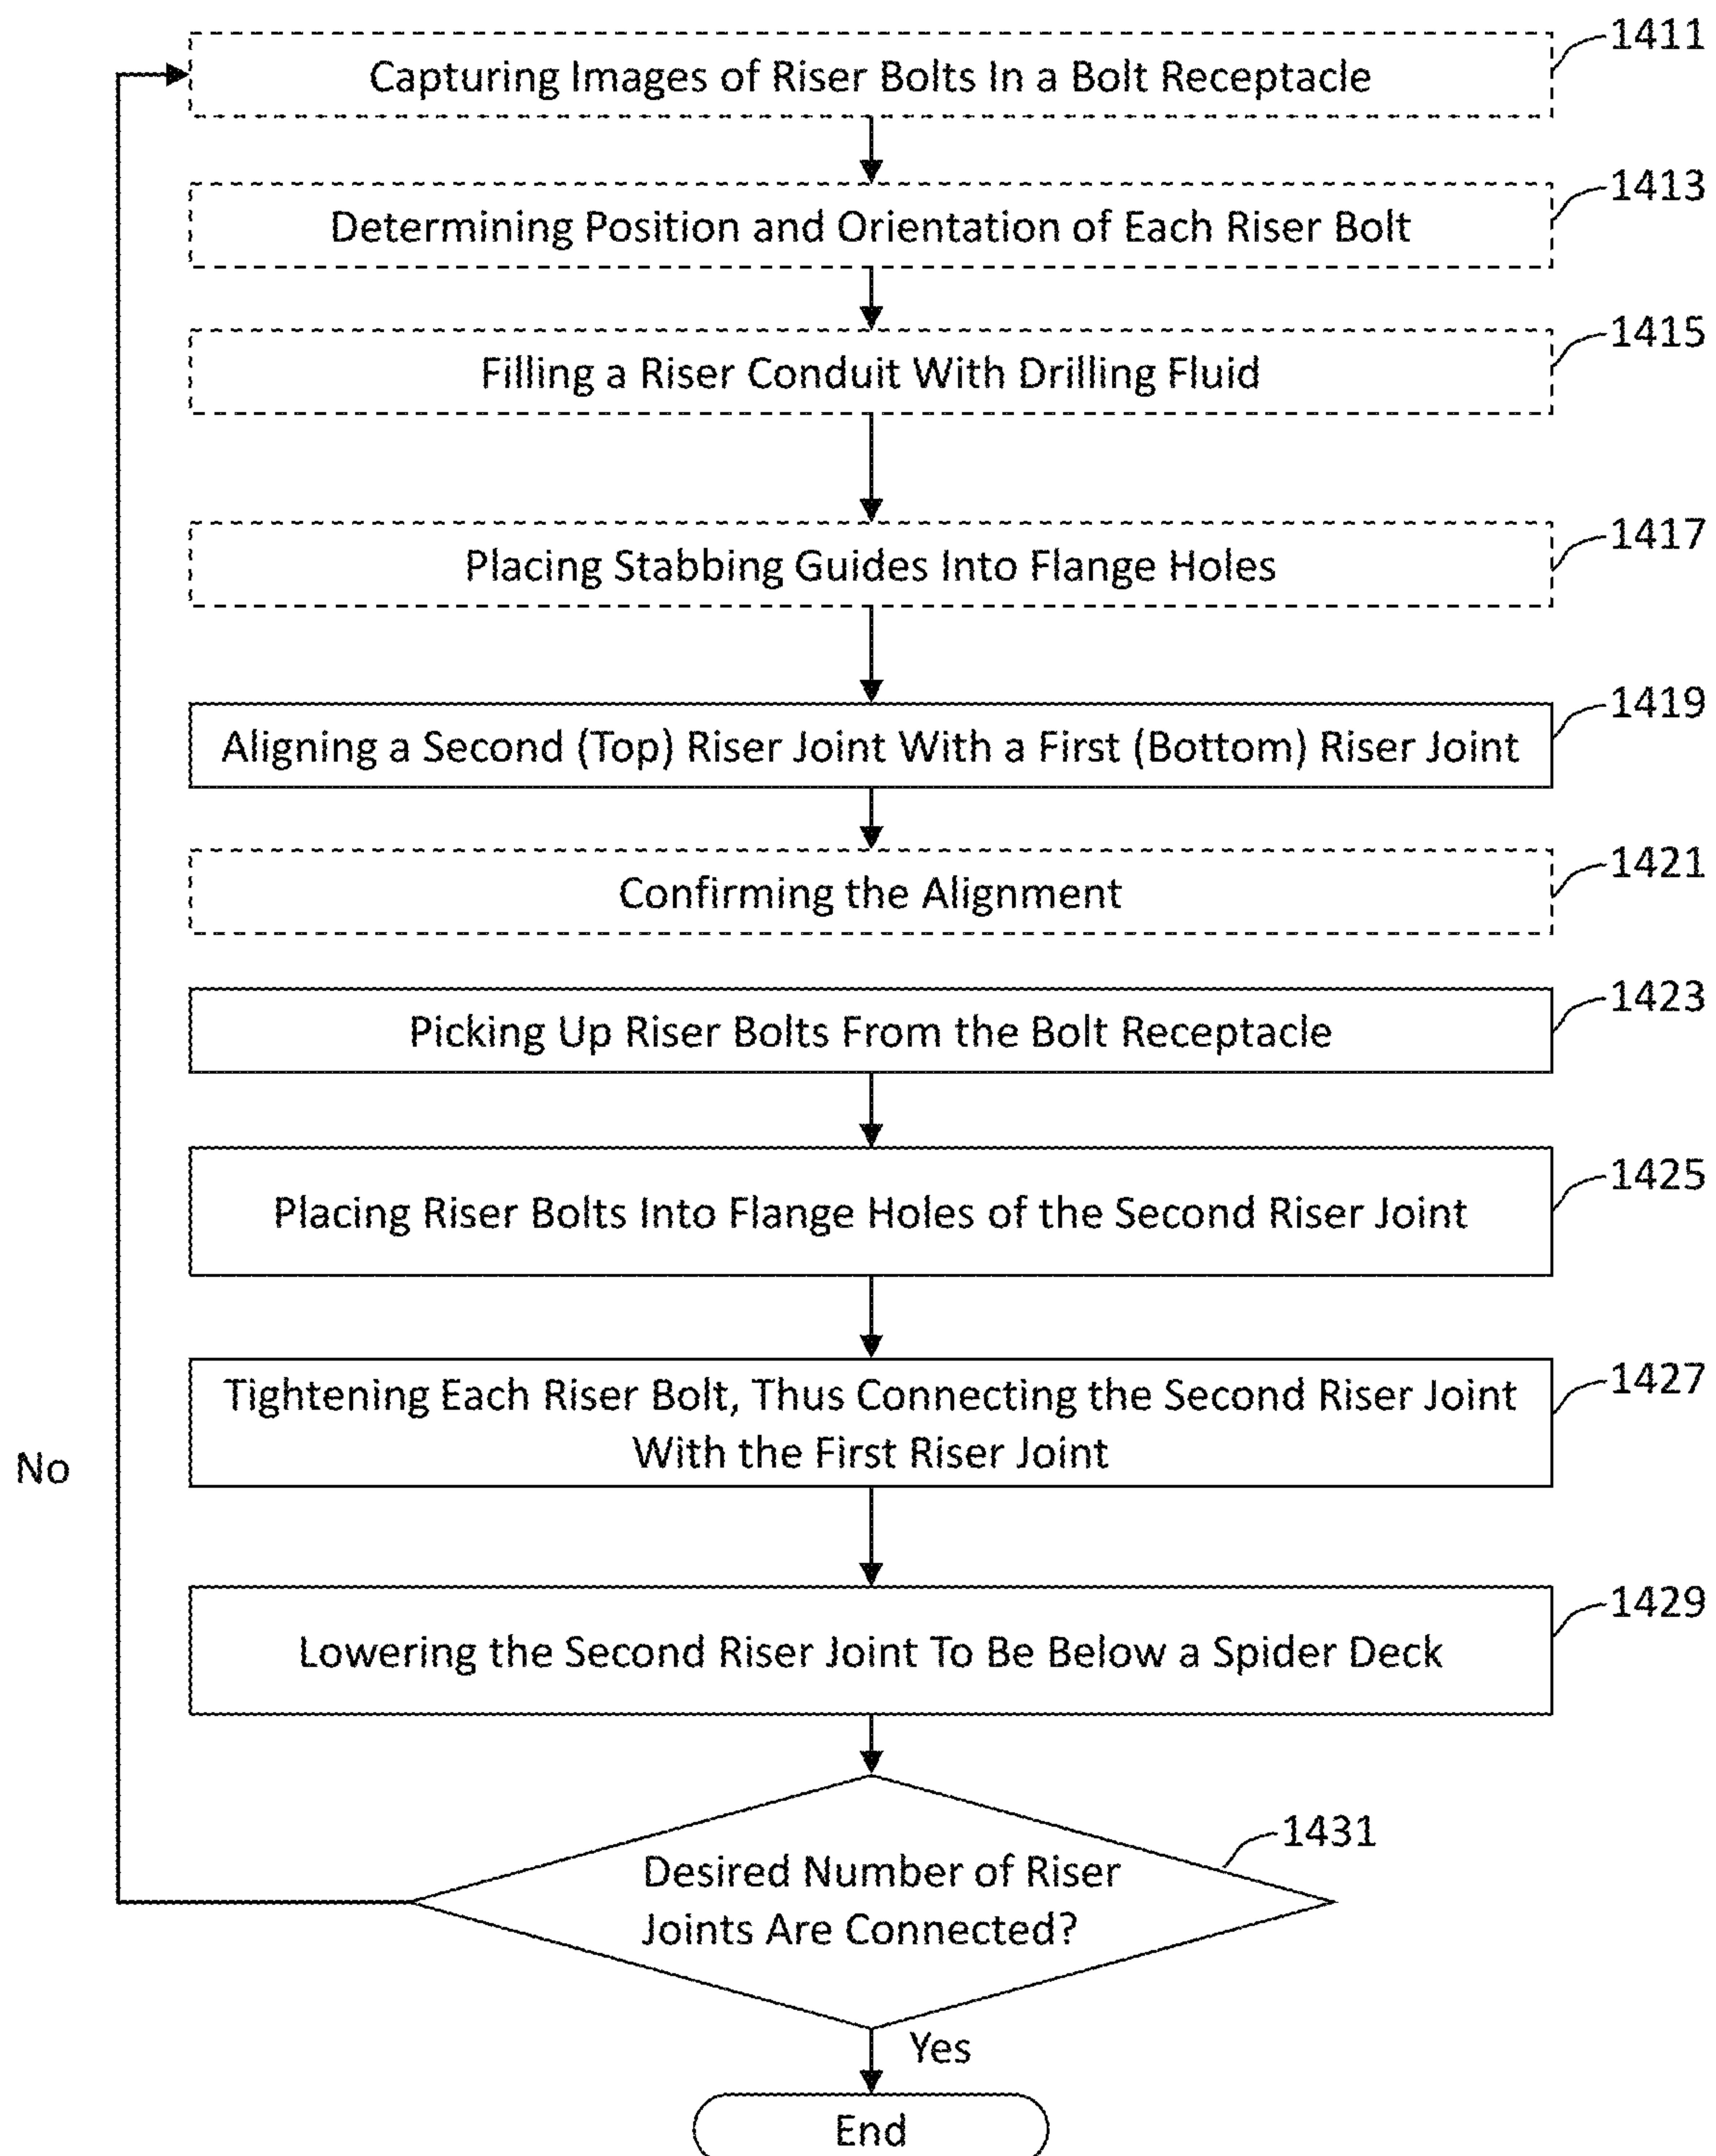 1411
Capturing Images of Riser Bolts In a Bolt Receptacle
1413
Determining Position and Orientation of Each Riser Bolt
1415
Filling a Riser Conduit With Drilling Fluid
1417
Placing Stabbing Guides Into Flange Holes
1419
Aligning a Second (Top) Riser Joint With a First (Bottom) Riser Joint
1421
Confirming the Alignment
1423
Picking Up Riser Bolts From the Bolt Receptacle
1425
Placing Riser Bolts Into Flange Holes of the Second Riser Joint
1427
Tightening Each Riser Bolt, Thus Connecting the Second Riser Joint
With the First Riser Joint
No
1429
Lowering the Second Riser Joint To Be Below a Spider Deck
1431
Desired Number of Riser
Joints Are Connected?
Yes
End